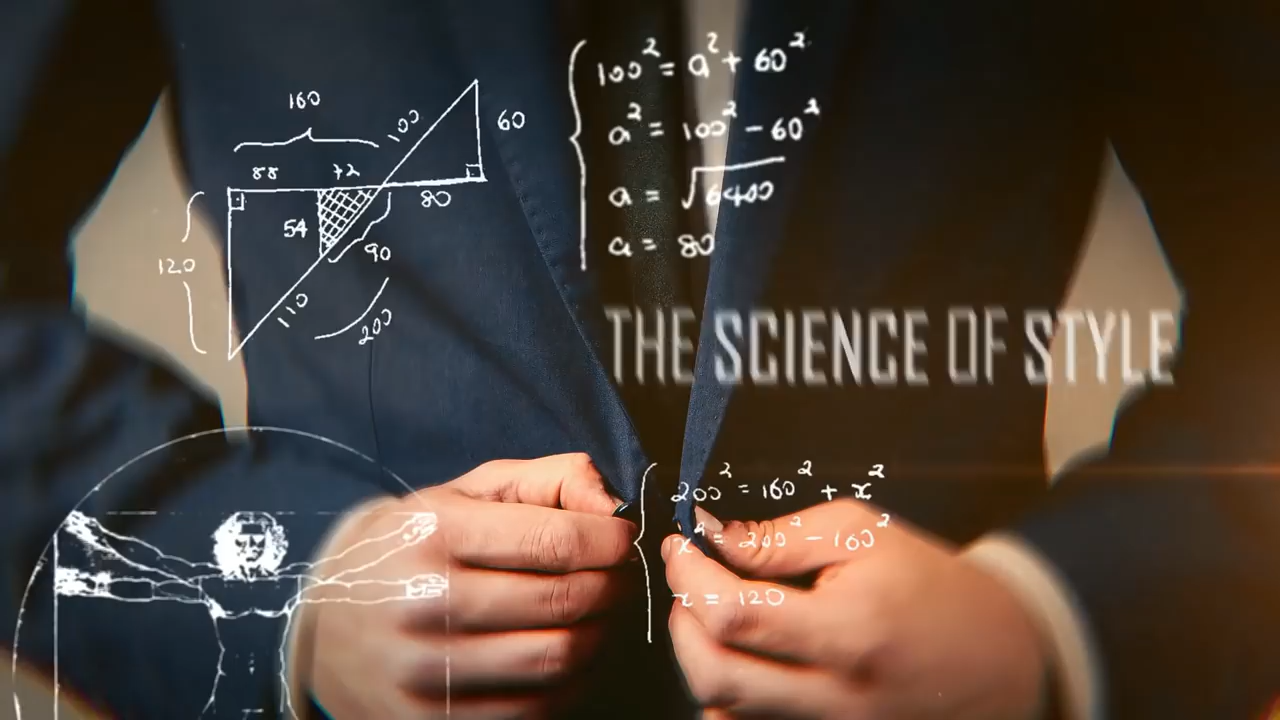 160
100
60
88 72
80
54
90
120
110
200
100² = a² + 60²
a² = 100² - 60²
a = √6400
a = 80
THE SCIENCE OF STYLE
200² = 160² + x²
x² = 200² - 160²
x = 120